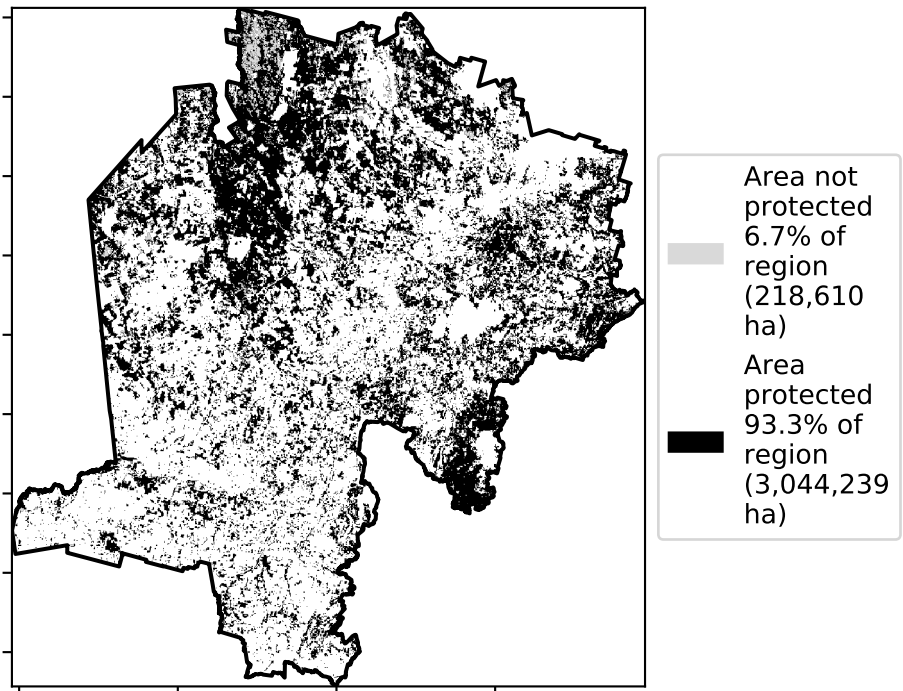 Area not
protected
6.7% of
region
(218,610
ha)
Area
protected
93.3% of
region
(3,044,239
ha)